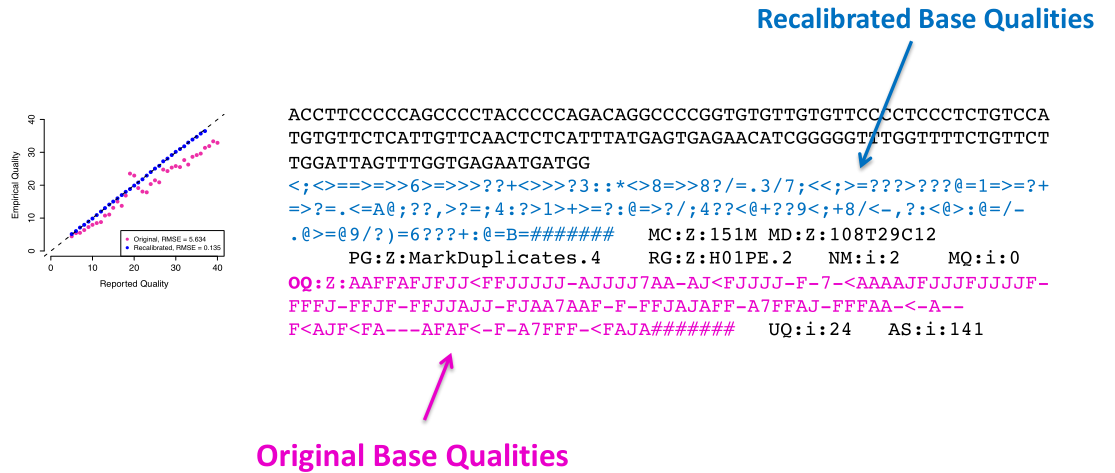 Recalibrated Base Qualities
40
30
20
10
0
Empirical Quality
Original, RMSE = 5.634
Recalibrated, RMSE = 0.135
0 10 20 30 40
Reported Quality
ACCTTCCCCCAGCCCCTACCCCCAGACAGGCCCCGGTGTGTTGTGTTCCCCTCCCTCTGTCCA
TGTGTTCTCATTGTTCAACTCTCATTTATGAGTGAGAACATCGGGGGTTTGGTTTTCTGTTCT
TGGATTAGTTTGGTGAGAATGATGG
<;<>==>=>>6>=>>>??+<>>>?3::*<>8=>>8?/=.3/7;<<;>=???>???@=1=>=?+
=>?=.<=A@;??,>?=;4:?>1>+>=?:@=>?/;4??<@+??9<;+8/<-,?:<@>:@=/-
.@>=@9/?)=6???+:@=B=####### MC:Z:151M MD:Z:108T29C12
PG:Z:MarkDuplicates.4 RG:Z:H01PE.2 NM:i:2 MQ:i:0
OQ:Z:AAFFAFJFJJ<FFJJJJJ-AJJJJ7AA-AJ<FJJJJ-F-7-<AAAAJFJJJFJJJJF-
FFFJ-FFJF-FFJJAJJ-FJAA7AAF-F-FFJAJAFF-A7FFAJ-FFFAA-<-A--
F<AJF<FA---AFAF<-F-A7FFF-<FAJA####### UQ:i:24 AS:i:141
Original Base Qualities